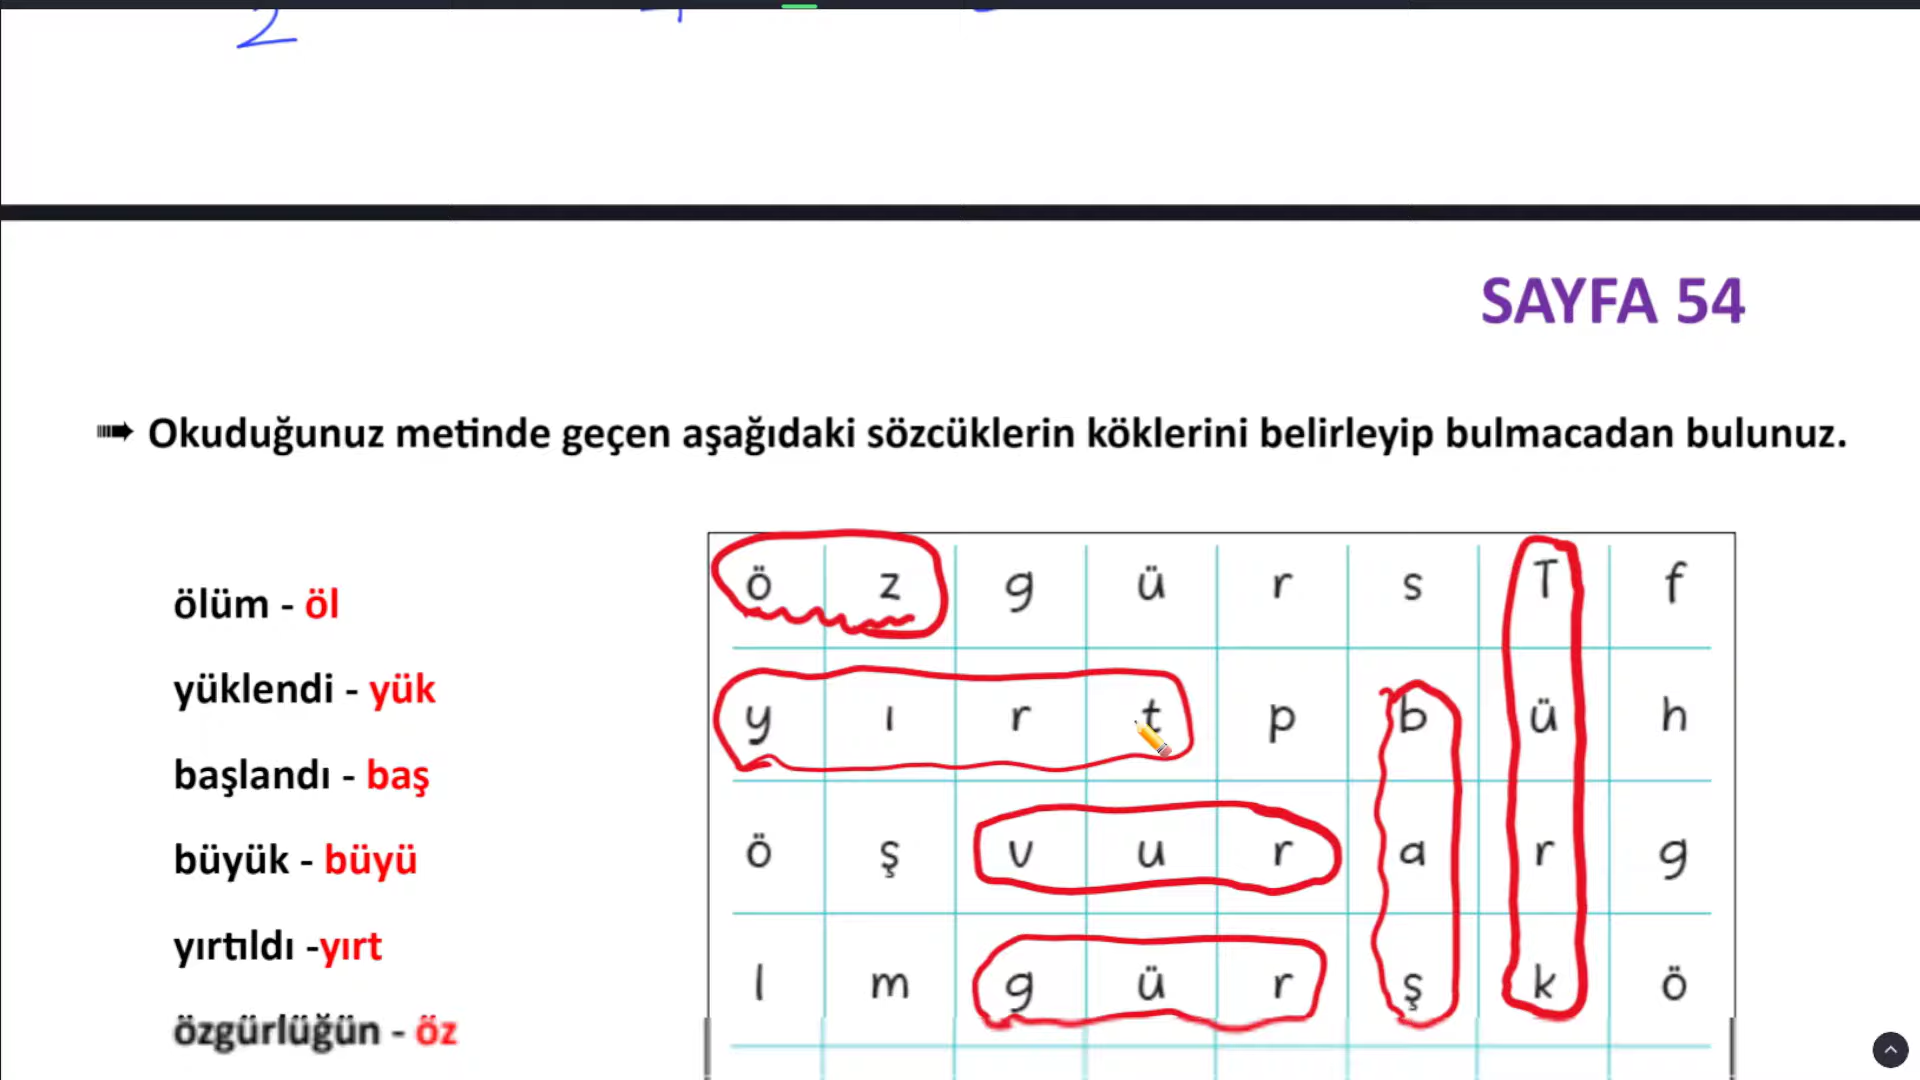 2
SAYFA 54
➠ Okuduğunuz metinde geçen aşağıdaki sözcüklerin köklerini belirleyip bulmacadan bulunuz.
ölüm - öl
yüklendi - yük
başlandı - baş
büyük - büyü
yırtıldı -yırt
özgürlüğün - öz
ö z g ü r s T f
y ı r t p b ü h
ö ş v u r a r g
l m g ü r ş k ö